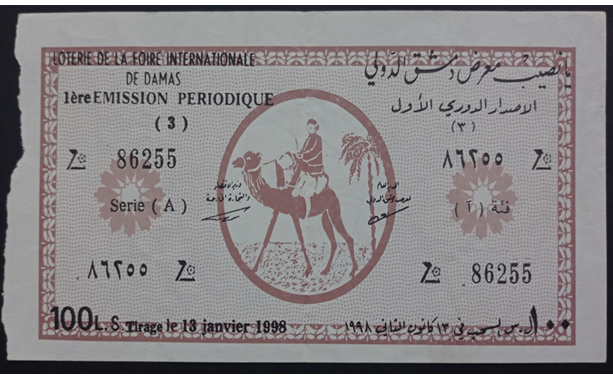 LOTERIE DE LA FOIRE INTERNATIONALE
DE DAMAS
1ère EMISSION PERIODIQUE
( 3 )
86255
Serie ( A )
٨٦٢٥٥
100 L. S. Tirage le 13 janvier 1998
يانصيب معرض دمشق الدولي
الاصدار الدوري الأول
( ٣ )
٨٦٢٥٥
فئة ( آ )
86255
١٠٠ ل. س السحب في ١٣ كانون الثاني ١٩٩٨